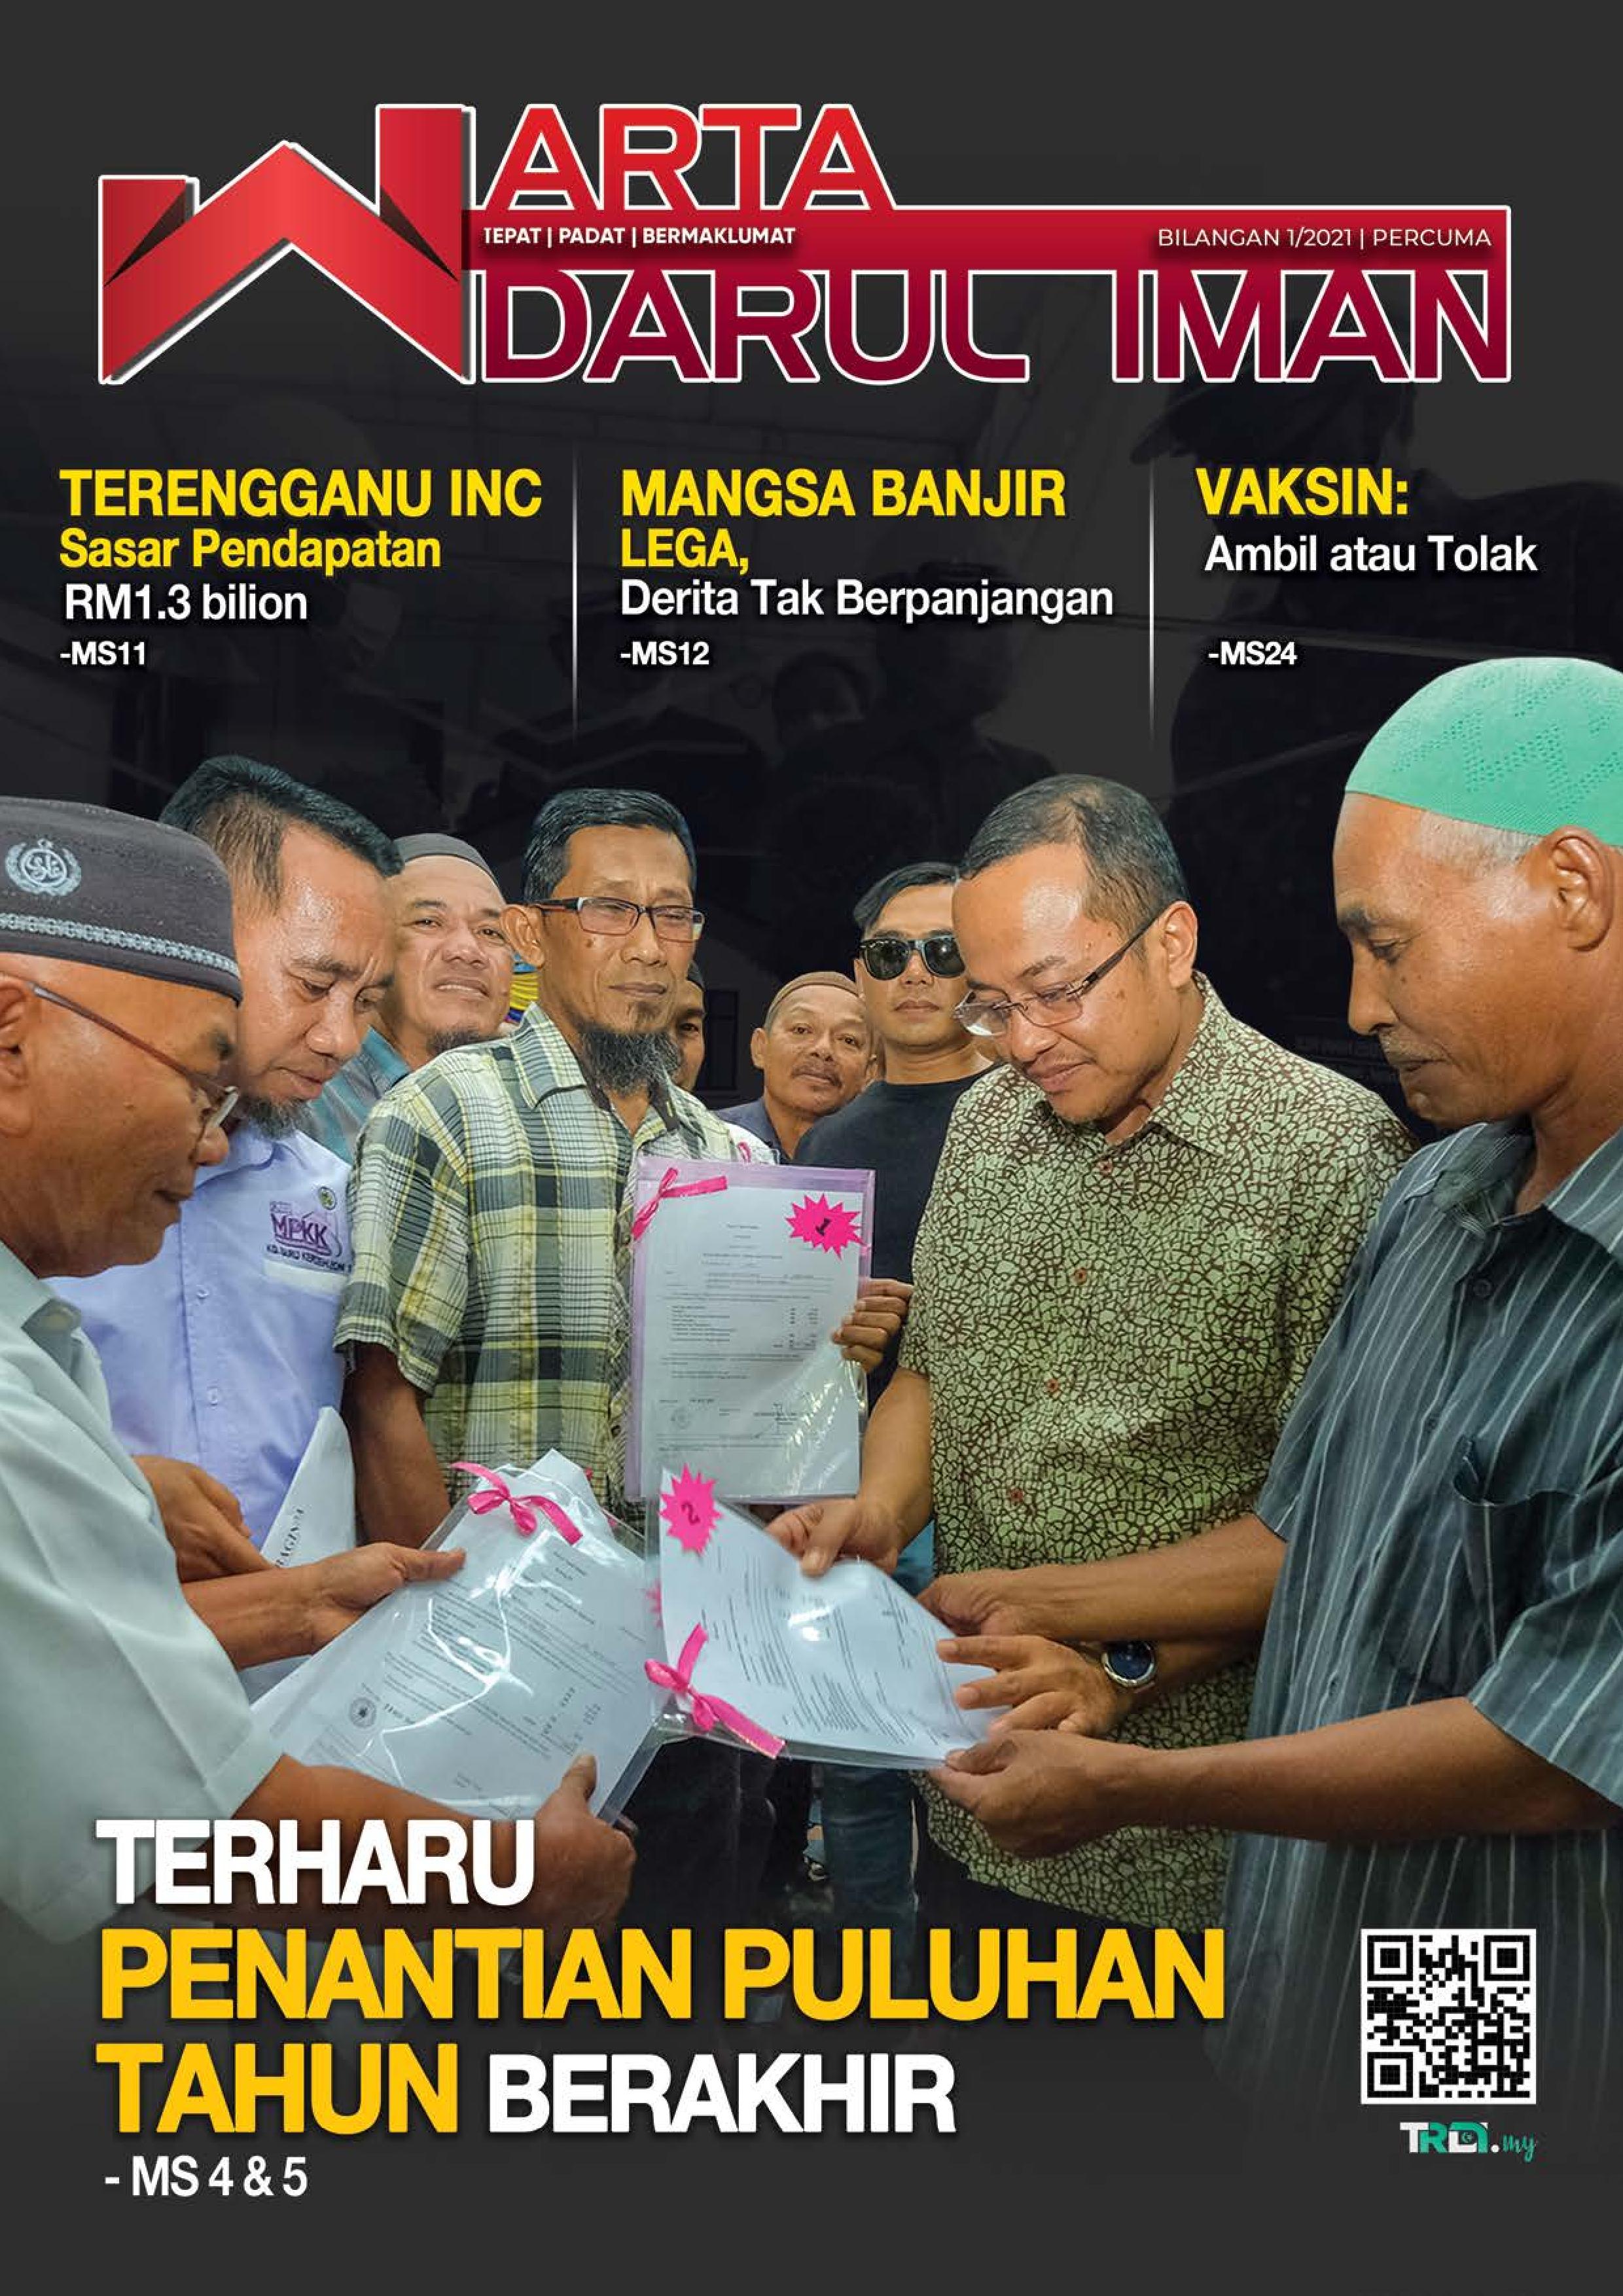 WARTA
TEPAT | PADAT | BERMAKLUMAT
BILANGAN 1/2021 | PERCUMA
DARUL IMAN
TERENGGANU INC
Sasar Pendapatan
RM1.3 bilion
-MS11
MANGSA BANJIR
LEGA,
Derita Tak Berpanjangan
-MS12
VAKSIN:
Ambil atau Tolak
-MS24
MPKK
1
2
TERHARU
PENANTIAN PULUHAN
TAHUN BERAKHIR
- MS 4 & 5
TRDI.my